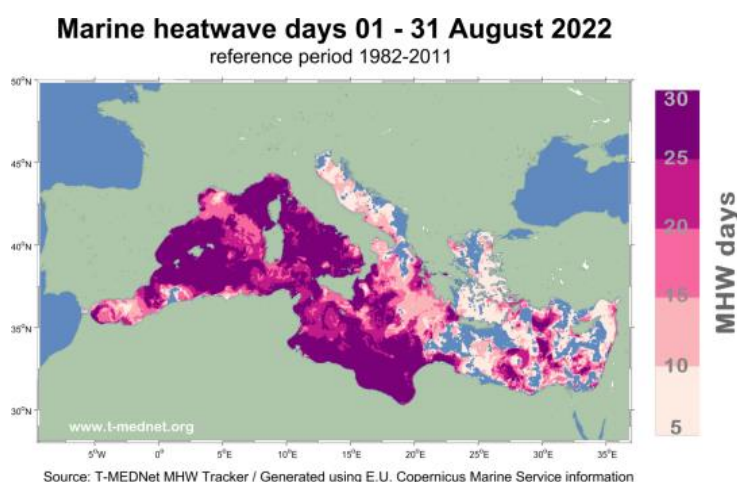 Marine heatwave days 01 - 31 August 2022
reference period 1982-2011
50°N
45°N
40°N
35°N
30°N
5°W
0°
5°E
10°E
15°E
20°E
25°E
30°E
35°E
30
25
20
15
10
5
MHW days
www.t-mednet.org
Source: T-MEDNet MHW Tracker / Generated using E.U. Copernicus Marine Service information